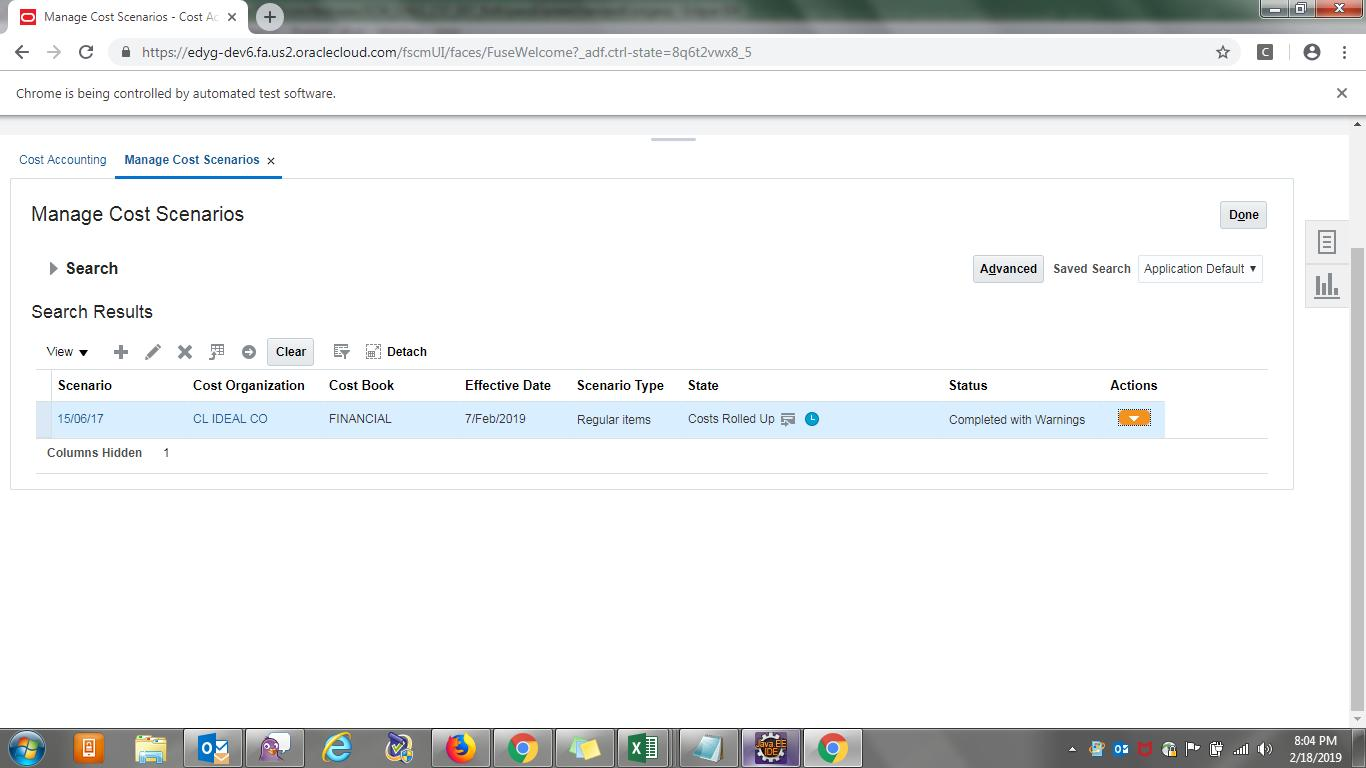 Manage Cost Scenarios - Cost Ac
https://edyg-dev6.fa.us2.oraclecloud.com/fscmUI/faces/FuseWelcome?_adf.ctrl-state=8q6t2vwx8_5
C
Chrome is being controlled by automated test software.
Cost Accounting Manage Cost Scenarios
Manage Cost Scenarios Done
Search Advanced Saved Search Application Default
Search Results
View Clear Detach
Scenario Cost Organization Cost Book Effective Date Scenario Type State Status Actions
15/06/17 CL IDEAL CO FINANCIAL 7/Feb/2019 Regular items Costs Rolled Up Completed with Warnings
Columns Hidden 1
Java EE
IDE
8:04 PM
2/18/2019